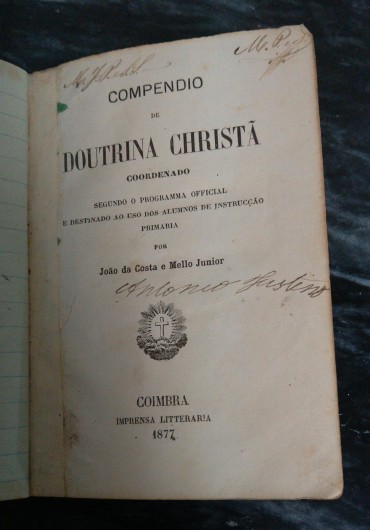 COMPENDIO
DE
DOUTRINA CHRISTÃ
COORDENADO
SEGUNDO O PROGRAMMA OFFICIAL
E DESTINADO AO USO DOS ALUMNOS DE INSTRUCÇÃO
PRIMARIA
POR
João da Costa e Mello Junior
Antonio
COIMBRA
IMPRENSA LITTERARIA
1877